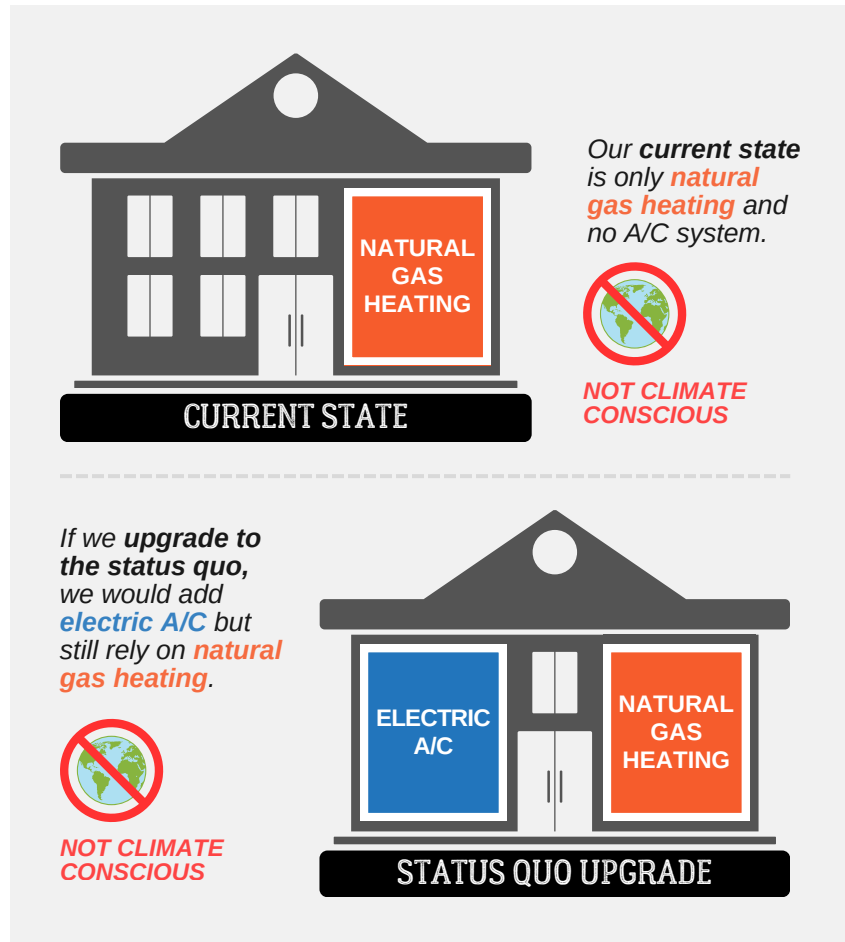 Our current state
is only natural
gas heating and
no A/C system.
NATURAL
GAS
HEATING
NOT CLIMATE
CONSCIOUS
CURRENT STATE
If we upgrade to
the status quo,
we would add
electric A/C but
still rely on natural
gas heating.
ELECTRIC
A/C
NATURAL
GAS
HEATING
NOT CLIMATE
CONSCIOUS
STATUS QUO UPGRADE